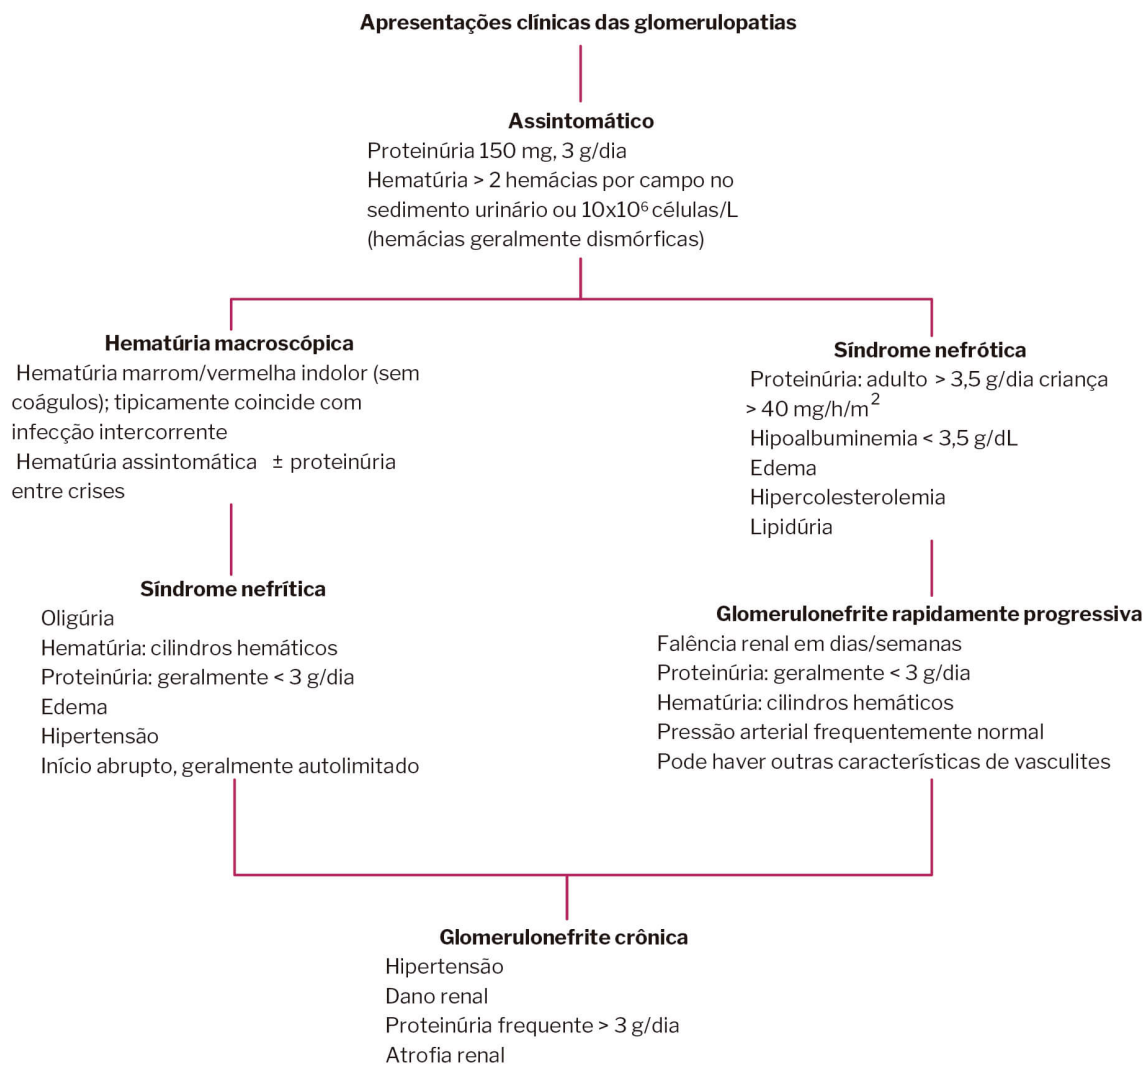 Apresentações clínicas das glomerulopatias
Assintomático
Proteinúria 150 mg, 3 g/dia
Hematúria > 2 hemácias por campo no
sedimento urinário ou 10x10⁶ células/L
(hemácias geralmente dismórficas)
Hematúria macroscópica
Hematúria marrom/vermelha indolor (sem
coágulos); tipicamente coincide com
infecção intercorrente
Hematúria assintomática ± proteinúria
entre crises
Síndrome nefrótica
Proteinúria: adulto > 3,5 g/dia criança
> 40 mg/h/m²
Hipoalbuminemia < 3,5 g/dL
Edema
Hipercolesterolemia
Lipidúria
Síndrome nefrítica
Oligúria
Hematúria: cilindros hemáticos
Proteinúria: geralmente < 3 g/dia
Edema
Hipertensão
Início abrupto, geralmente autolimitado
Glomerulonefrite rapidamente progressiva
Falência renal em dias/semanas
Proteinúria: geralmente < 3 g/dia
Hematúria: cilindros hemáticos
Pressão arterial frequentemente normal
Pode haver outras características de vasculites
Glomerulonefrite crônica
Hipertensão
Dano renal
Proteinúria frequente > 3 g/dia
Atrofia renal